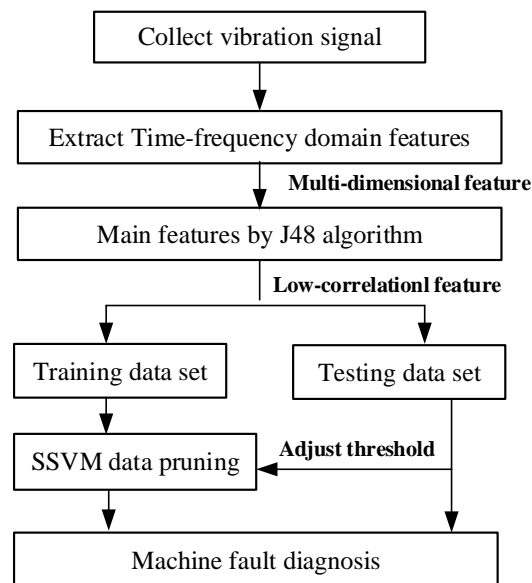 Collect vibration signal
Extract Time-frequency domain features
Multi-dimensional feature
Main features by J48 algorithm
Low-correlationl feature
Training data set
Testing data set
SSVM data pruning
Adjust threshold
Machine fault diagnosis